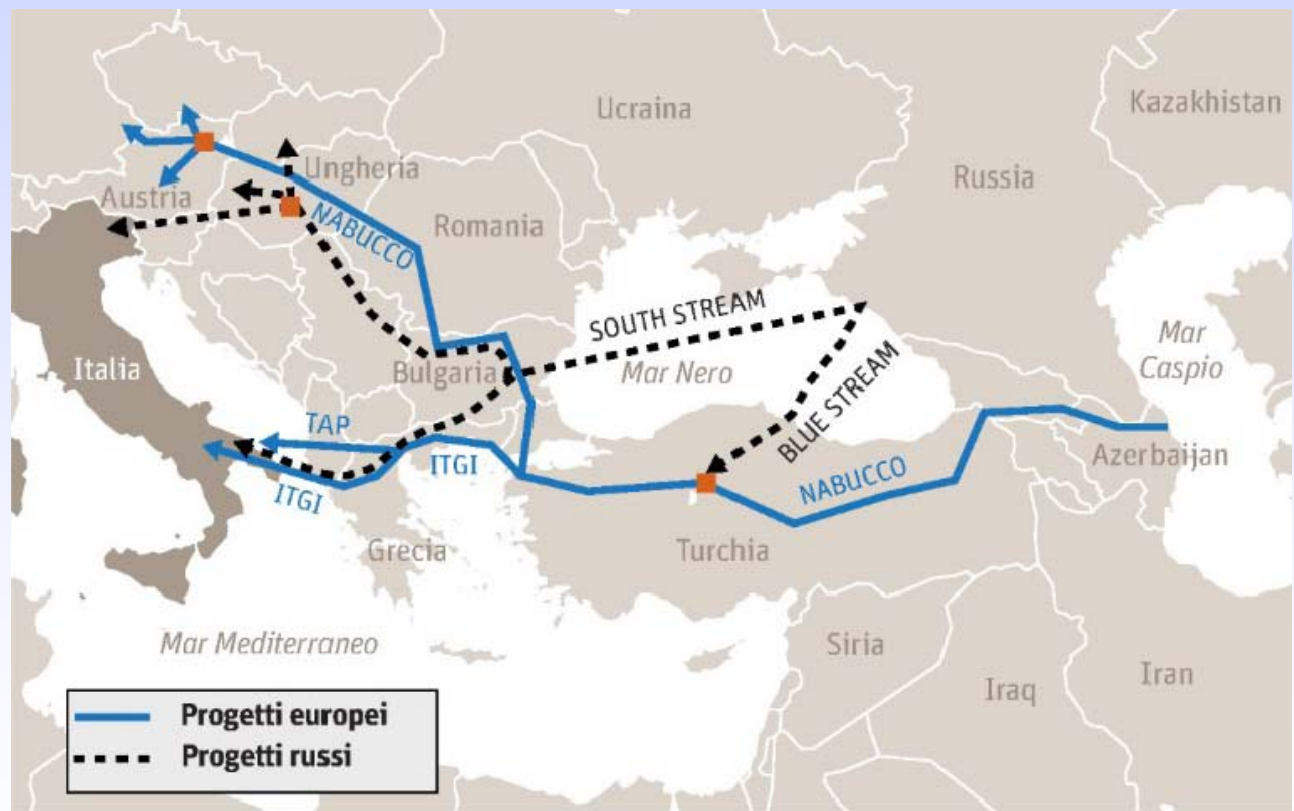 Ucraina
Kazakhstan
Russia
Ungheria
Austria
Romania
NABUCCO
SOUTH STREAM
Mar Nero
BLUE STREAM
Mar
Caspio
Italia
Bulgaria
TAP
ITGI
ITGI
NABUCCO
Azerbaijan
Grecia
Turchia
Mar Mediterraneo
Siria
Iraq
Iran
Progetti europei
Progetti russi